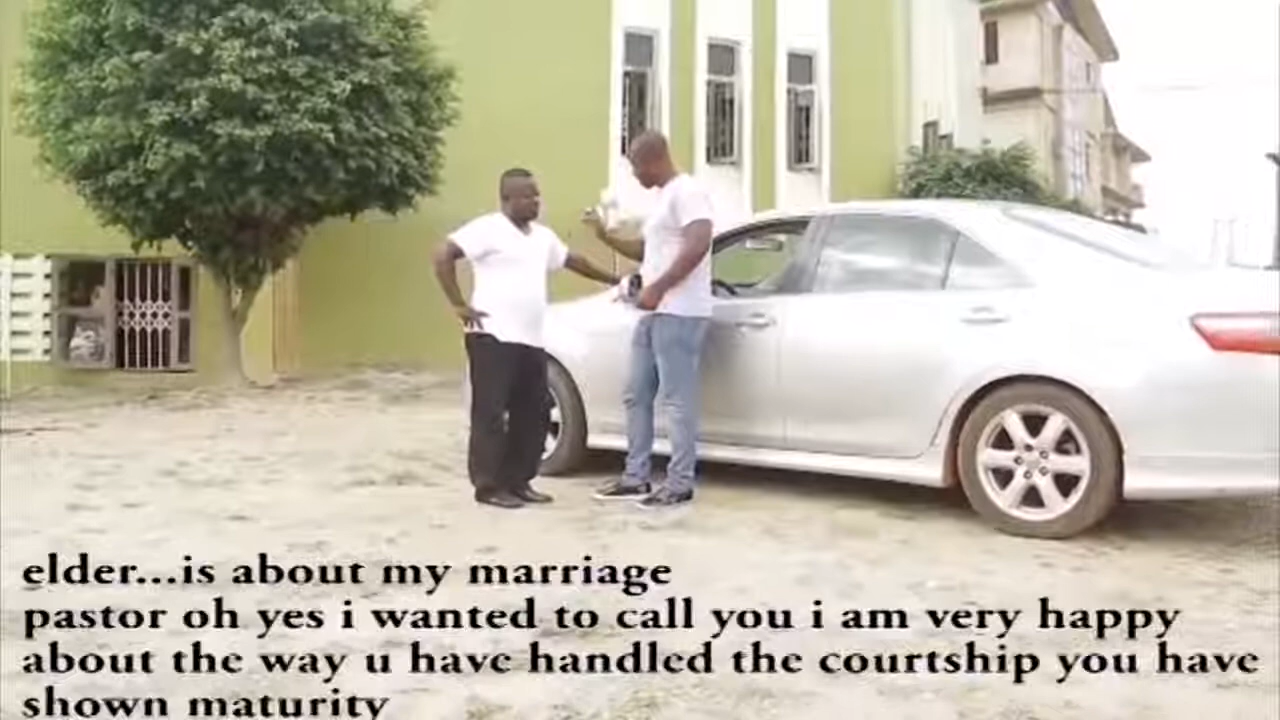 elder...is about my marriage
pastor oh yes i wanted to call you i am very happy
about the way u have handled the courtship you have
shown maturity